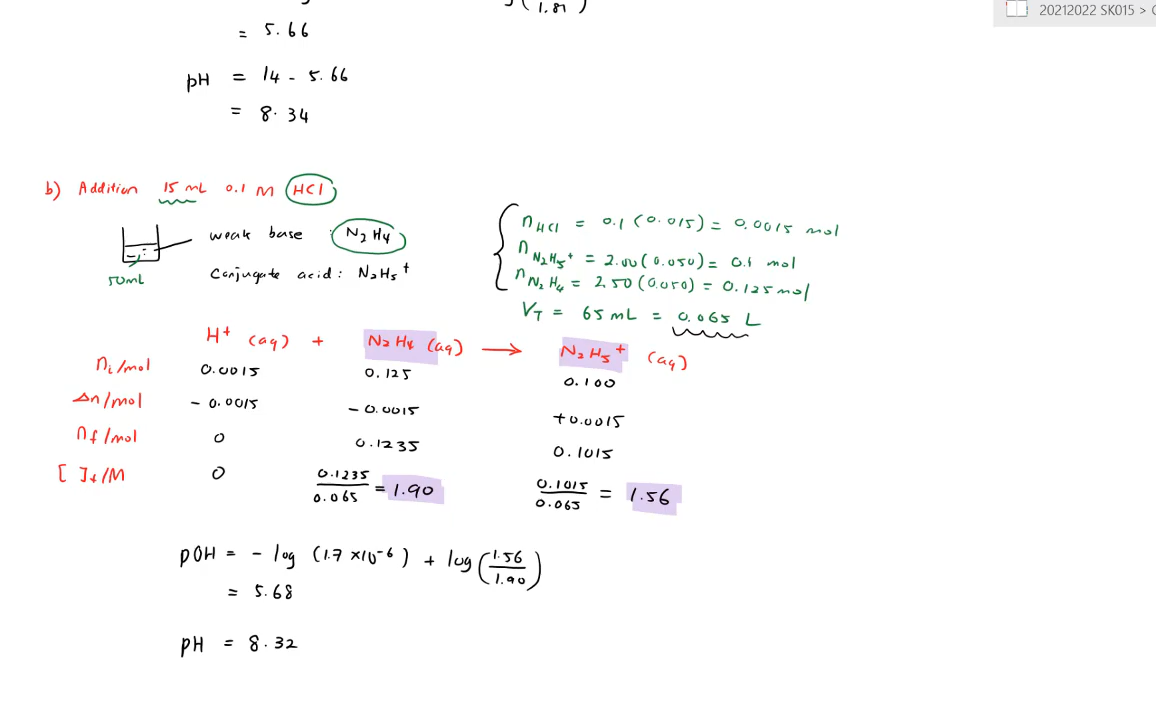 20212022 SK015 >
1.81 )
= 5.66
pH = 14 - 5.66
= 8.34
b) Addition 15 mL 0.1 M HCl
weak base : N2H4
50mL
Conjugate acid : N2H5+
nHCl = 0.1 (0.015) = 0.0015 mol
nN2H5+ = 2.00 (0.050) = 0.1 mol
nN2H4 = 2.50 (0.050) = 0.125 mol
VT = 65 mL = 0.065 L
H+ (aq) + N2H4 (aq) → N2H5+ (aq)
ni/mol 0.0015 0.125 0.100
Δn/mol - 0.0015 - 0.0015 +0.0015
nf/mol 0 0.1235 0.1015
[ ]f/M 0 0.1235/0.065 = 1.90 0.1015/0.065 = 1.56
pOH = - log (1.7 x10-6) + log (1.56/1.90)
= 5.68
pH = 8.32